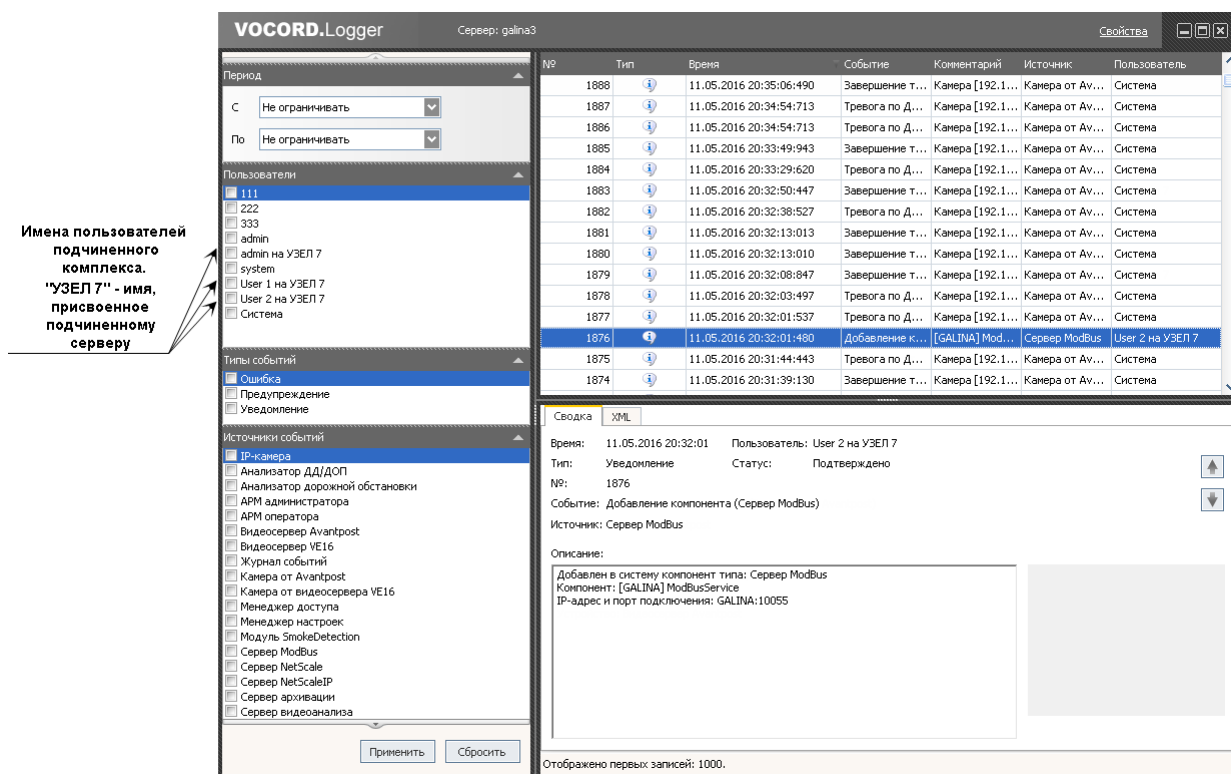 VOCORD.Logger
Сервер: galina3
Свойства
Имена пользователей
подчиненного
комплекса.
"УЗЕЛ 7" - имя,
присвоенное
подчиненному
серверу
Период
С Не ограничивать
По Не ограничивать
Пользователи
111
222
333
admin
admin на УЗЕЛ 7
system
User 1 на УЗЕЛ 7
User 2 на УЗЕЛ 7
Система
Типы событий
Ошибка
Предупреждение
Уведомление
Источники событий
IP-камера
Анализатор ДД/ДОП
Анализатор дорожной обстановки
АРМ администратора
АРМ оператора
Видеосервер Avantpost
Видеосервер VE16
Журнал событий
Камера от Avantpost
Камера от видеосервера VE16
Менеджер доступа
Менеджер настроек
Модуль SmokeDetection
Сервер ModBus
Сервер NetScale
Сервер NetScaleIP
Сервер архивации
Сервер видеоанализа
Применить Сбросить
№ Тип Время Событие Комментарий Источник Пользователь
1888 11.05.2016 20:35:06:490 Завершение т... Камера [192.1... Камера от Av... Система
1887 11.05.2016 20:34:54:713 Тревога по Д... Камера [192.1... Камера от Av... Система
1886 11.05.2016 20:34:54:713 Тревога по Д... Камера [192.1... Камера от Av... Система
1885 11.05.2016 20:33:49:943 Завершение т... Камера [192.1... Камера от Av... Система
1884 11.05.2016 20:33:29:620 Тревога по Д... Камера [192.1... Камера от Av... Система
1883 11.05.2016 20:32:50:447 Завершение т... Камера [192.1... Камера от Av... Система
1882 11.05.2016 20:32:38:527 Тревога по Д... Камера [192.1... Камера от Av... Система
1881 11.05.2016 20:32:13:013 Завершение т... Камера [192.1... Камера от Av... Система
1880 11.05.2016 20:32:13:010 Завершение т... Камера [192.1... Камера от Av... Система
1879 11.05.2016 20:32:08:847 Завершение т... Камера [192.1... Камера от Av... Система
1878 11.05.2016 20:32:03:497 Тревога по Д... Камера [192.1... Камера от Av... Система
1877 11.05.2016 20:32:01:537 Тревога по Д... Камера [192.1... Камера от Av... Система
1876 11.05.2016 20:32:01:480 Добавление к... [GALINA] Mod... Сервер ModBus User 2 на УЗЕЛ 7
1875 11.05.2016 20:31:44:443 Тревога по Д... Камера [192.1... Камера от Av... Система
1874 11.05.2016 20:31:39:130 Завершение т... Камера [192.1... Камера от Av... Система
Сводка XML
Время: 11.05.2016 20:32:01 Пользователь: User 2 на УЗЕЛ 7
Тип: Уведомление Статус: Подтверждено
№: 1876
Событие: Добавление компонента (Сервер ModBus)
Источник: Сервер ModBus
Описание:
Добавлен в систему компонент типа: Сервер ModBus
Компонент: [GALINA] ModBusService
IP-адрес и порт подключения: GALINA:10055
Отображено первых записей: 1000.